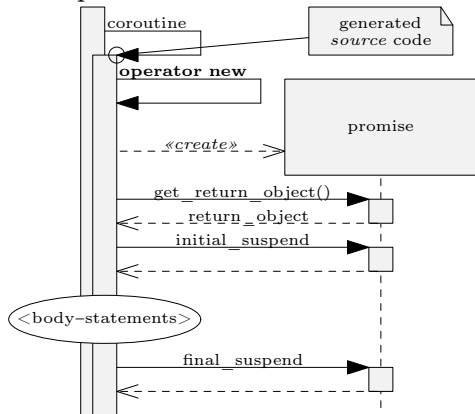 coroutine
generated
source code
operator new
«create»
promise
get_return_object()
return_object
initial_suspend
<body–statements>
final_suspend